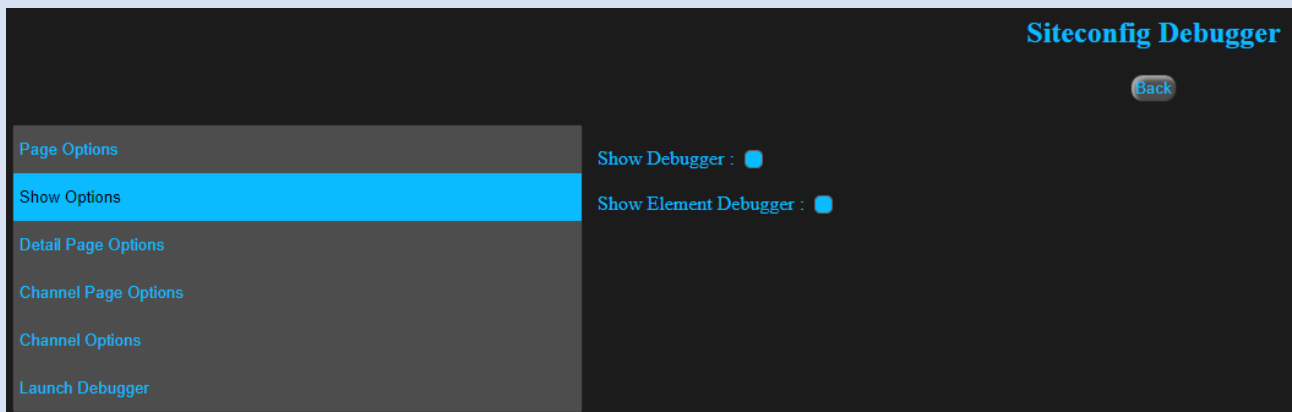 Siteconfig Debugger
Back
Page Options
Show Options
Detail Page Options
Channel Page Options
Channel Options
Launch Debugger
Show Debugger :
Show Element Debugger :